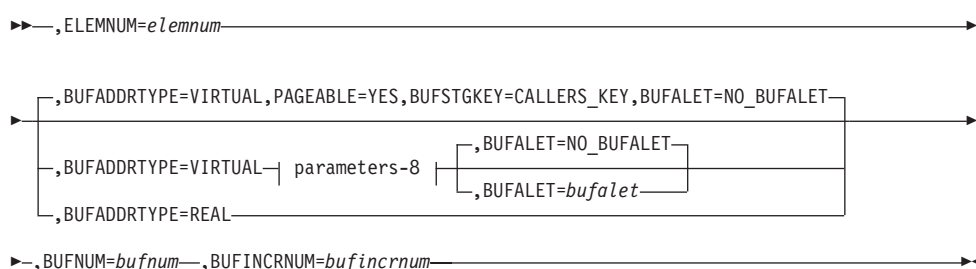 ,ELEMNUM=elemnum
,BUFADDRTYPE=VIRTUAL,PAGEABLE=YES,BUFSTGKEY=CALLERS_KEY,BUFALET=NO_BUFALET
,BUFALET=NO_BUFALET
,BUFADDRTYPE=VIRTUAL parameters-8
,BUFALET=bufalet
,BUFADDRTYPE=REAL
,BUFNUM=bufnum ,BUFINCRNUM=bufincrnum